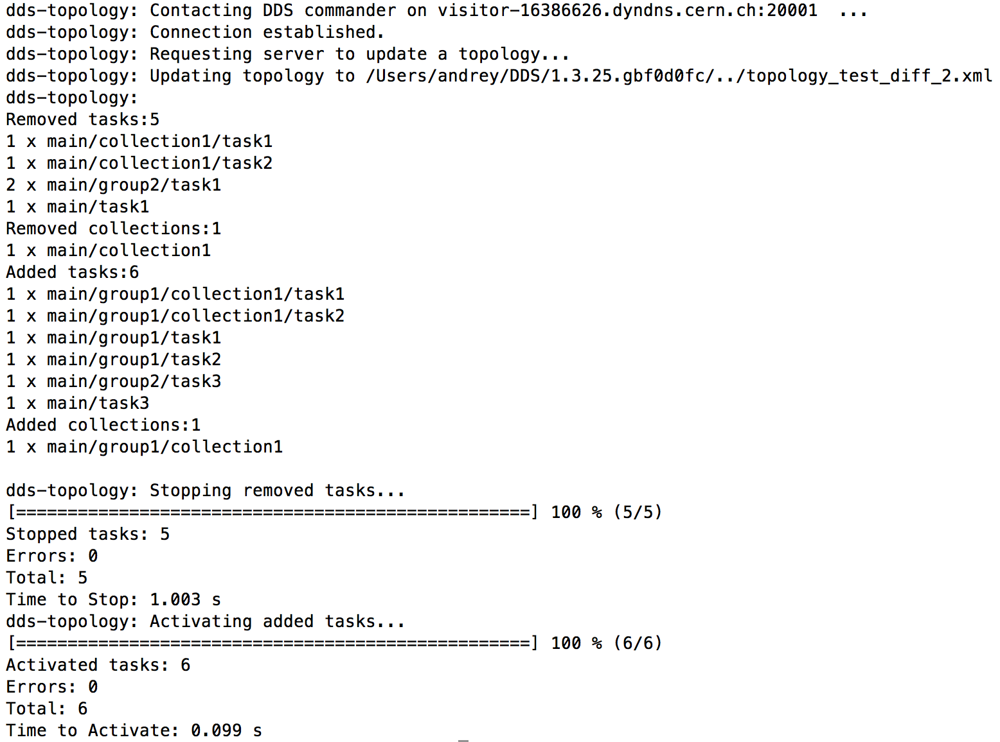 dds-topology: Contacting DDS commander on visitor-16386626.dyndns.cern.ch:20001  ...
dds-topology: Connection established.
dds-topology: Requesting server to update a topology...
dds-topology: Updating topology to /Users/andrey/DDS/1.3.25.gbf0d0fc/../topology_test_diff_2.xml
dds-topology:
Removed tasks:5
1 x main/collection1/task1
1 x main/collection1/task2
2 x main/group2/task1
1 x main/task1
Removed collections:1
1 x main/collection1
Added tasks:6
1 x main/group1/collection1/task1
1 x main/group1/collection1/task2
1 x main/group1/task1
1 x main/group1/task2
1 x main/group2/task3
1 x main/task3
Added collections:1
1 x main/group1/collection1
dds-topology: Stopping removed tasks...
[==================================================] 100 % (5/5)
Stopped tasks: 5
Errors: 0
Total: 5
Time to Stop: 1.003 s
dds-topology: Activating added tasks...
[==================================================] 100 % (6/6)
Activated tasks: 6
Errors: 0
Total: 6
Time to Activate: 0.099 s